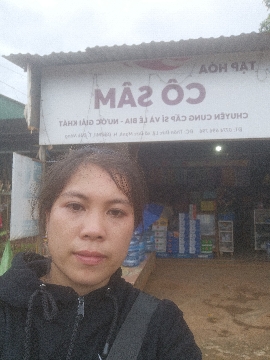 TẠP HÓA
CÔ SÂM
CHUYÊN CUNG CẤP SỈ VÀ LẺ BIA - NƯỚC GIẢI KHÁT